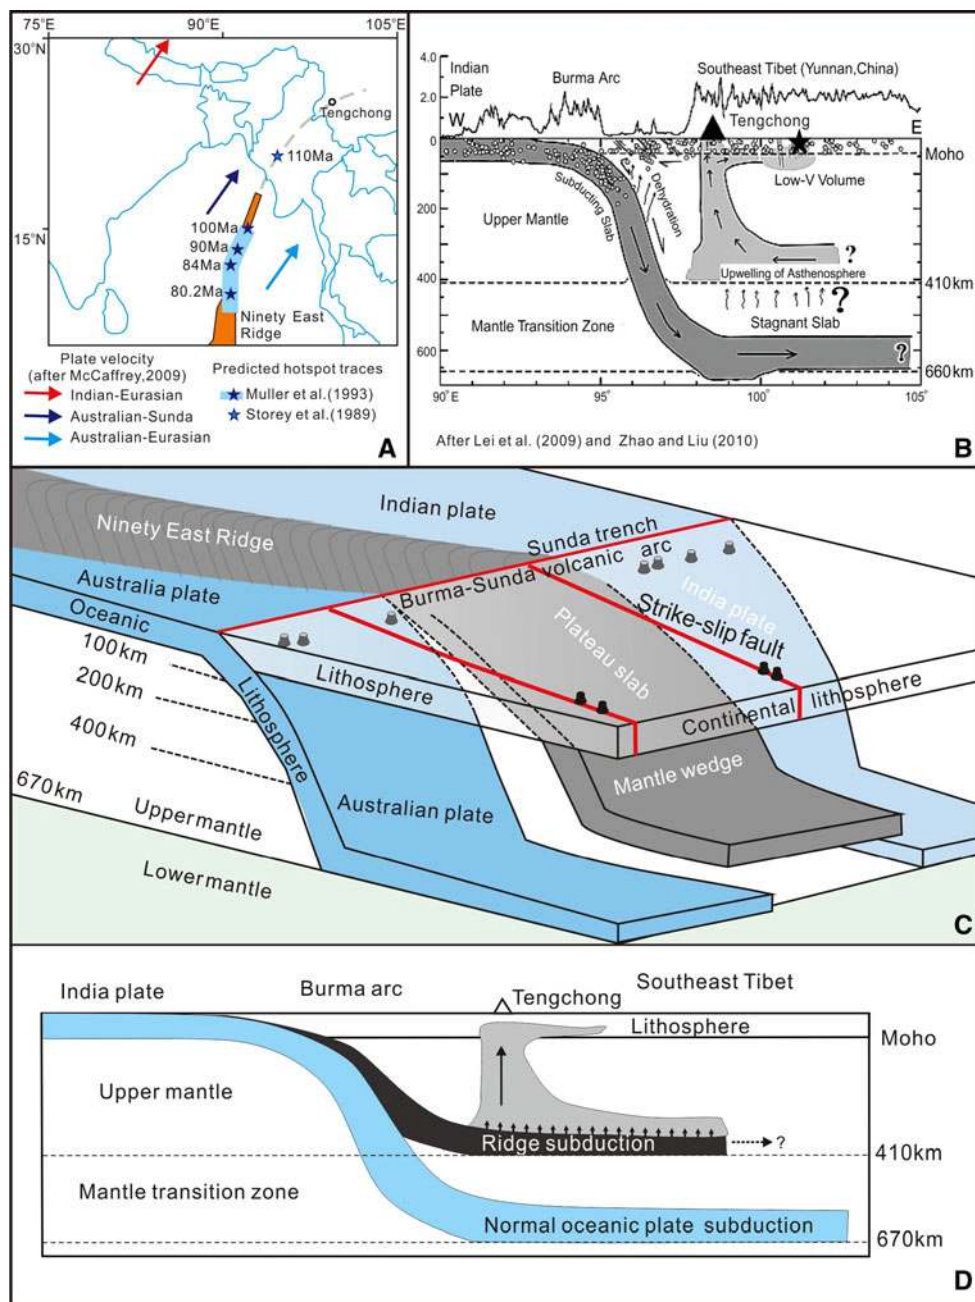 75°E
90°E
105°E
30°N
15°N
Tengchong
110Ma
100Ma
90Ma
84Ma
80.2Ma
Ninety East
Ridge
Plate velocity
(after McCaffrey,2009)
Indian-Eurasian
Australian-Sunda
Australian-Eurasian
Predicted hotspot traces
Muller et al.(1993)
Storey et al.(1989)
A
4.0
2.0
0
200
400
600
Indian
Plate
Burma Arc
Southeast Tibet (Yunnan,China)
Tengchong
W
E
Moho
Low-V Volume
Subducting Slab
Dehydration
Upper Mantle
?
Upwelling of Asthenosphere
410km
?
Stagnant Slab
Mantle Transition Zone
?
660km
90°E
95°
100°
105°
After Lei et al. (2009) and Zhao and Liu (2010)
B
Indian plate
Ninety East Ridge
Sunda trench
Burma-Sunda volcanic arc
Australia plate
India plate
Oceanic
Lithosphere
Plateau slab
Strike-slip fault
100km
200km
400km
670km
Lithosphere
Continental lithosphere
Mantle wedge
Australian plate
Uppermantle
Lowermantle
C
India plate
Burma arc
Southeast Tibet
Tengchong
Lithosphere
Moho
Upper mantle
Ridge subduction
?
410km
Mantle transition zone
Normal oceanic plate subduction
670km
D